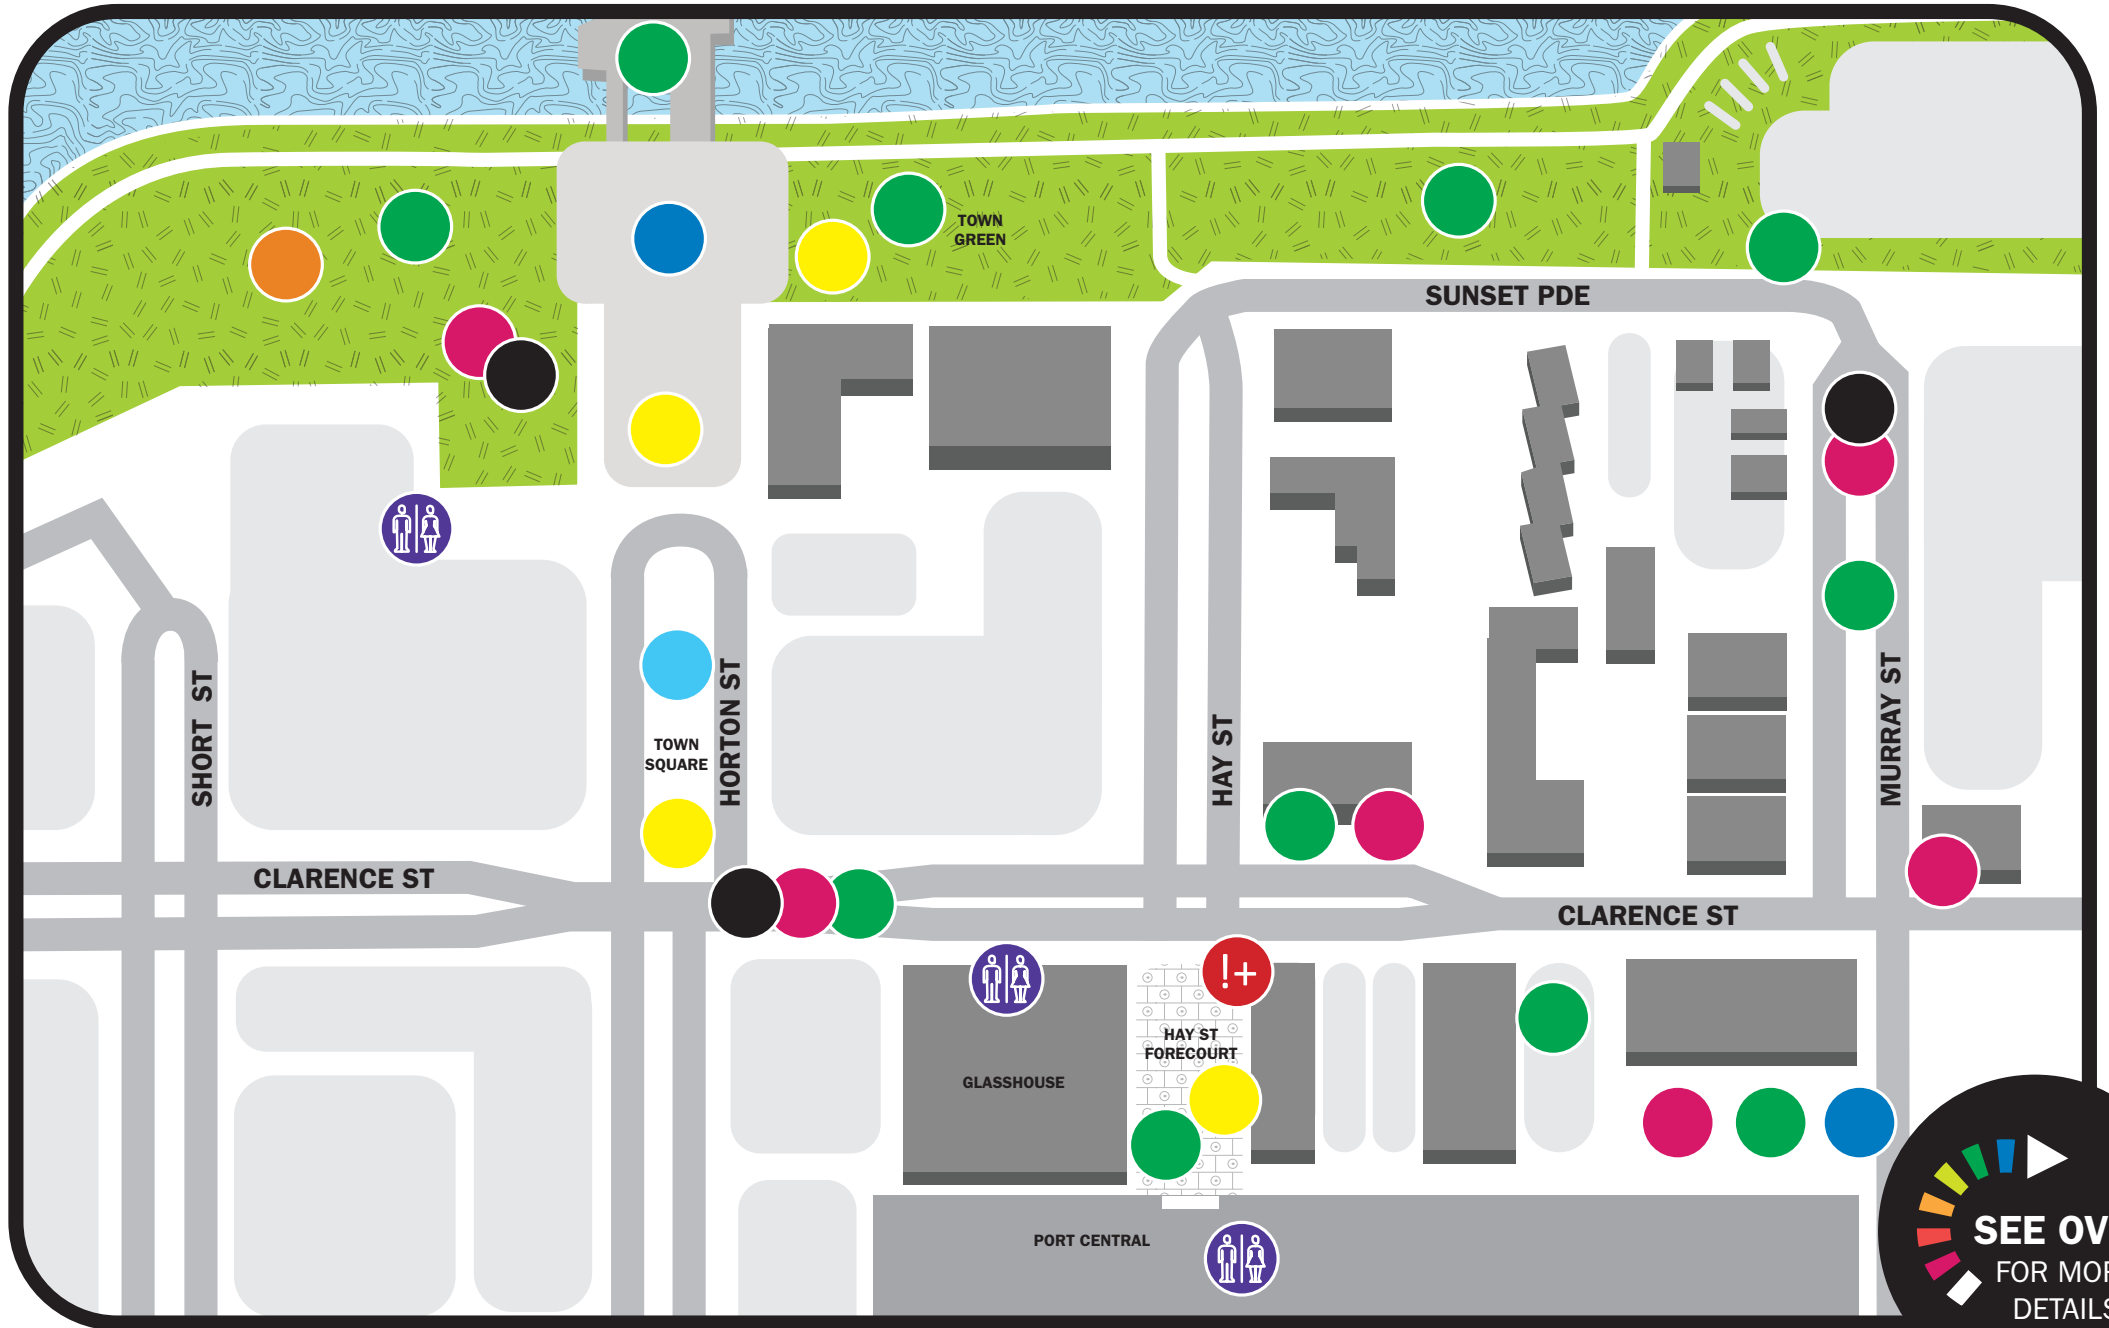 TOWN
GREEN
SUNSET PDE
SHORT ST
HORTON ST
TOWN
SQUARE
HAY ST
MURRAY ST
CLARENCE ST
CLARENCE ST
!+
HAY ST
FORECOURT
GLASSHOUSE
PORT CENTRAL
SEE OV
FOR MOR
DETAILS